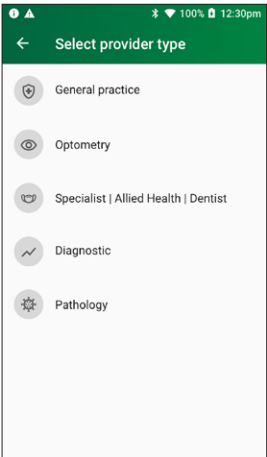 100% 12:30pm
Select provider type
General practice
Optometry
Specialist | Allied Health | Dentist
Diagnostic
Pathology